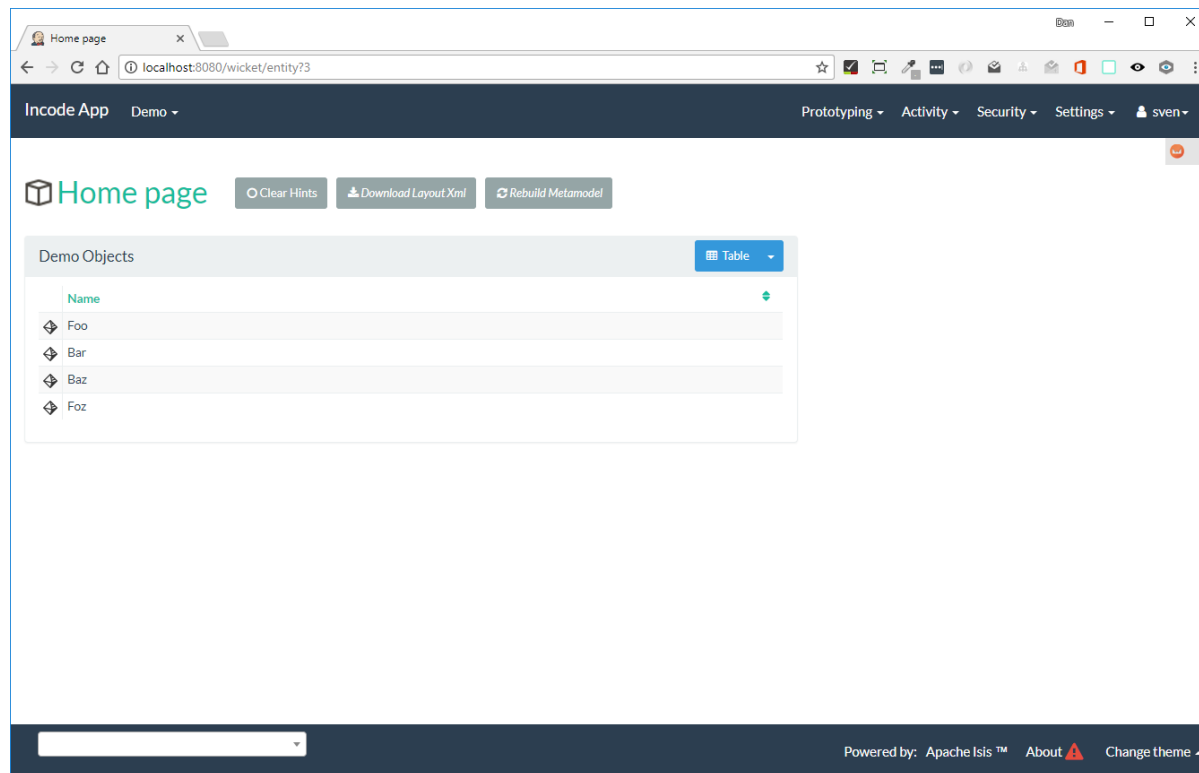 Dan
Home page
localhost:8080/wicket/entity?3
Incode App Demo Prototyping Activity Security Settings sven
Home page Clear Hints Download Layout Xml Rebuild Metamodel
Demo Objects Table
Name
Foo
Bar
Baz
Foz
Powered by: Apache Isis ™ About Change theme